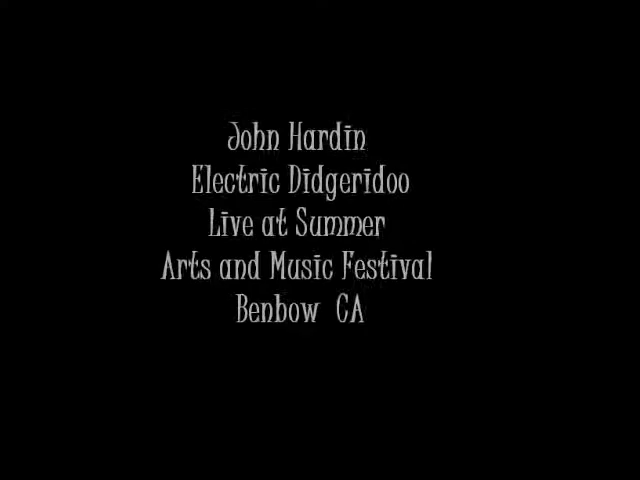 John Hardin
Electric Didgeridoo
Live at Summer
Arts and Music Festival
Benbow CA